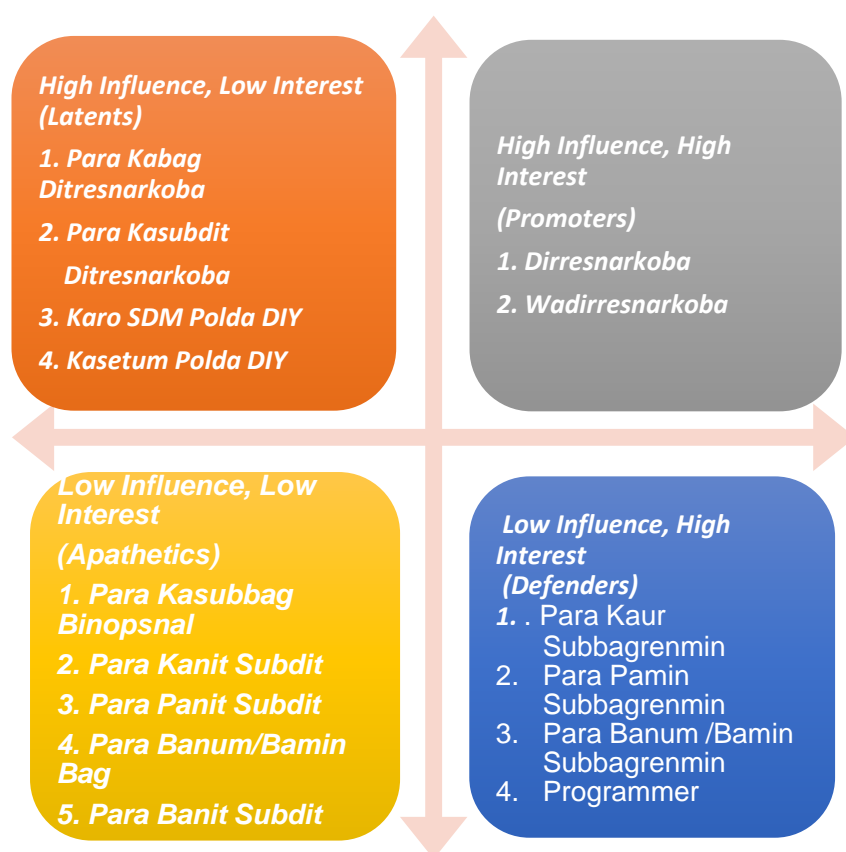 High Influence, Low Interest
(Latents)
1. Para Kabag
Ditresnarkoba
2. Para Kasubdit
Ditresnarkoba
3. Karo SDM Polda DIY
4. Kasetum Polda DIY
High Influence, High
Interest
(Promoters)
1. Dirresnarkoba
2. Wadirresnarkoba
Low Influence, Low
Interest
(Apathetics)
1. Para Kasubbag
Binopsnal
2. Para Kanit Subdit
3. Para Panit Subdit
4. Para Banum/Bamin
Bag
5. Para Banit Subdit
Low Influence, High
Interest
(Defenders)
1. . Para Kaur
Subbagrenmin
2. Para Pamin
Subbagrenmin
3. Para Banum /Bamin
Subbagrenmin
4. Programmer